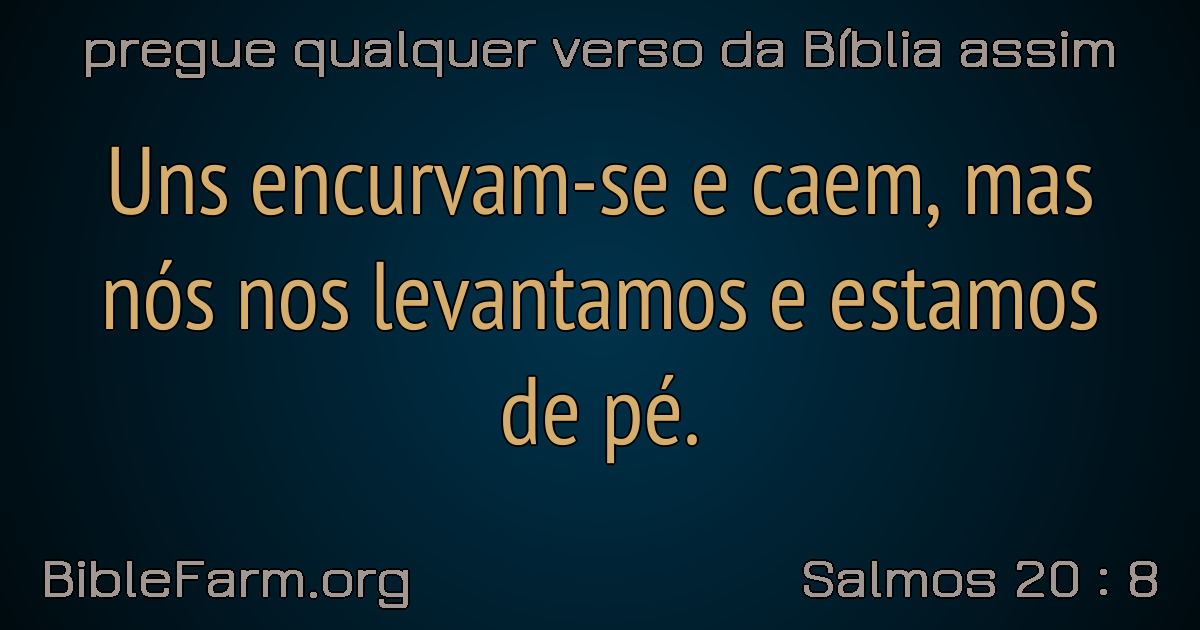 pregue qualquer verso da Bíblia assim
Uns encurvam-se e caem, mas
nós nos levantamos e estamos
de pé.
BibleFarm.org
Salmos 20 : 8